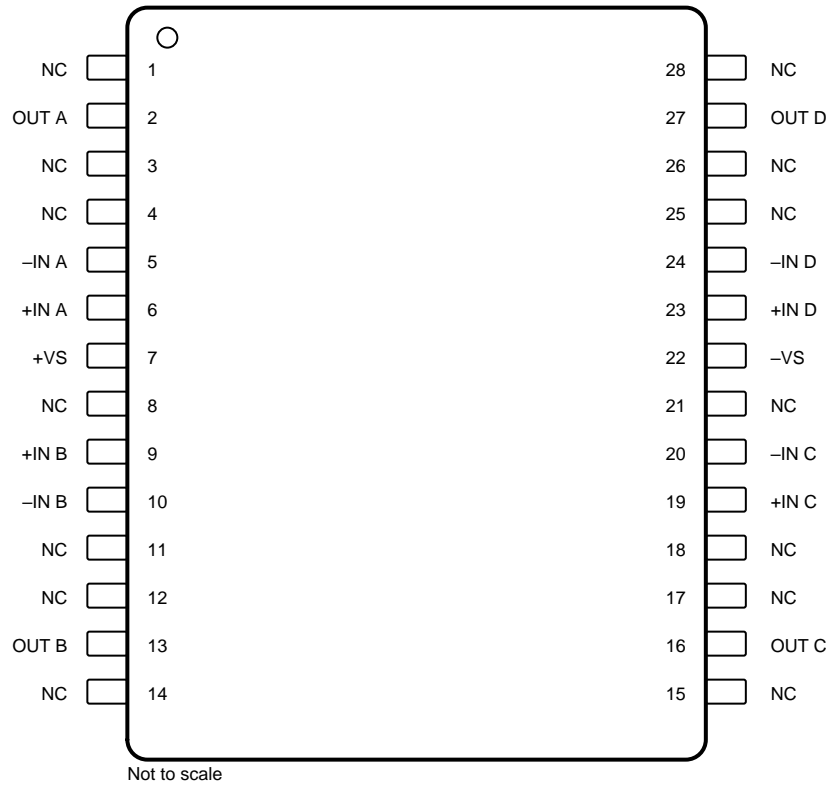 NC 1 28 NC
OUT A 2 27 OUT D
NC 3 26 NC
NC 4 25 NC
–IN A 5 24 –IN D
+IN A 6 23 +IN D
+VS 7 22 –VS
NC 8 21 NC
+IN B 9 20 –IN C
–IN B 10 19 +IN C
NC 11 18 NC
NC 12 17 NC
OUT B 13 16 OUT C
NC 14 15 NC
Not to scale